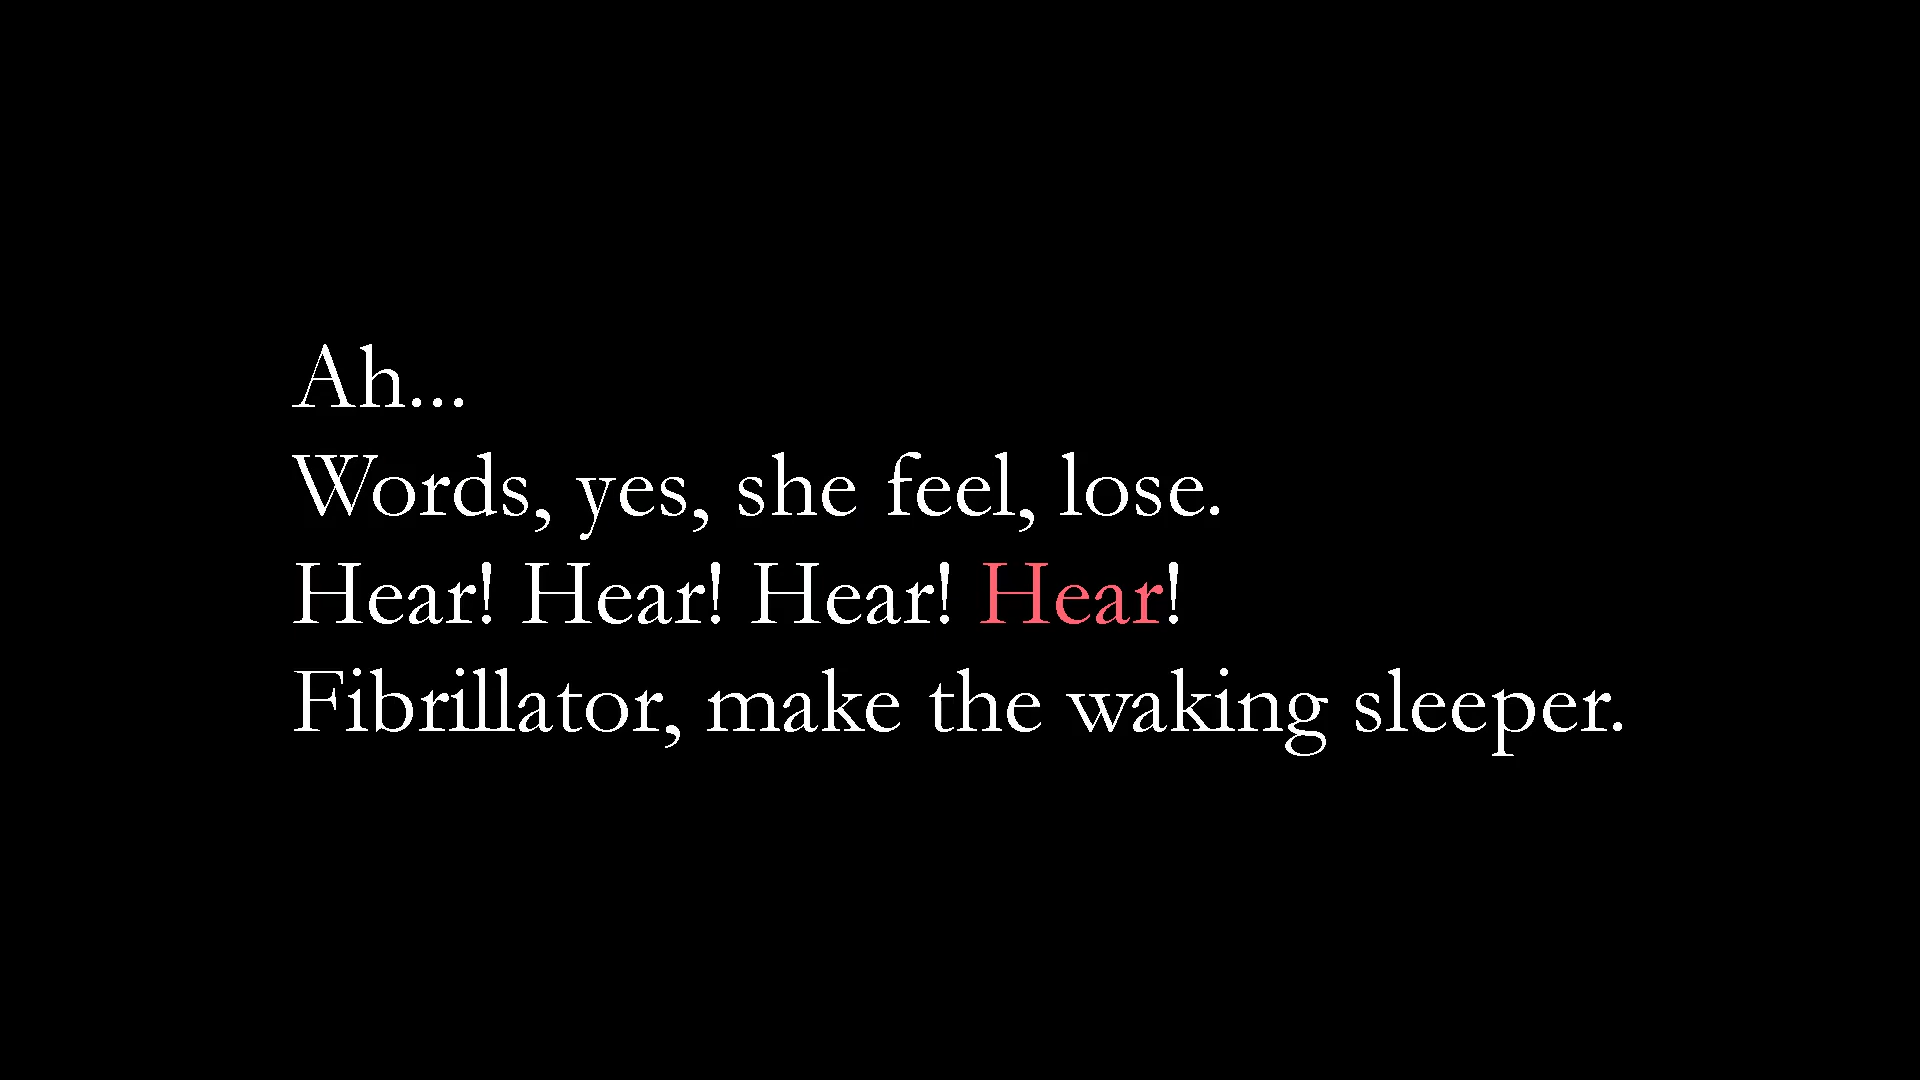 Ah...
Words, yes, she feel, lose.
Hear! Hear! Hear! Hear!
Fibrillator, make the waking sleeper.